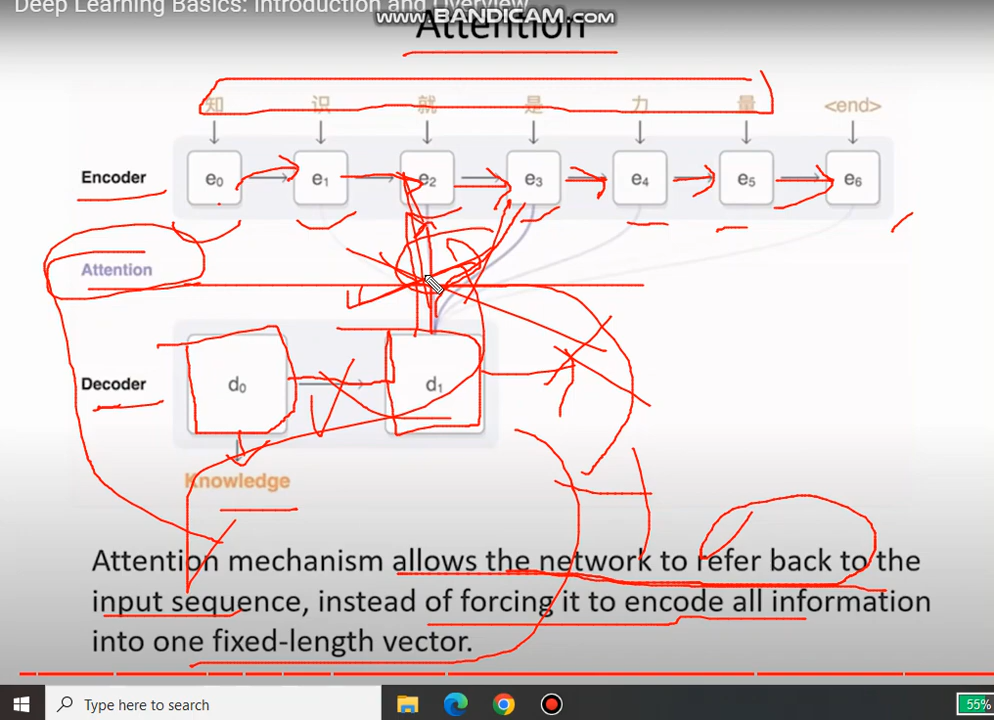 Deep Learning Basics: Introduction and Overview
www.BANDICAM.com
Attention
知 识 就 是 力 量 <end>
Encoder e₀ e₁ e₂ e₃ e₄ e₅ e₆
Attention
Decoder d₀ d₁
Knowledge
Attention mechanism allows the network to refer back to the
input sequence, instead of forcing it to encode all information
into one fixed-length vector.
Type here to search
55%